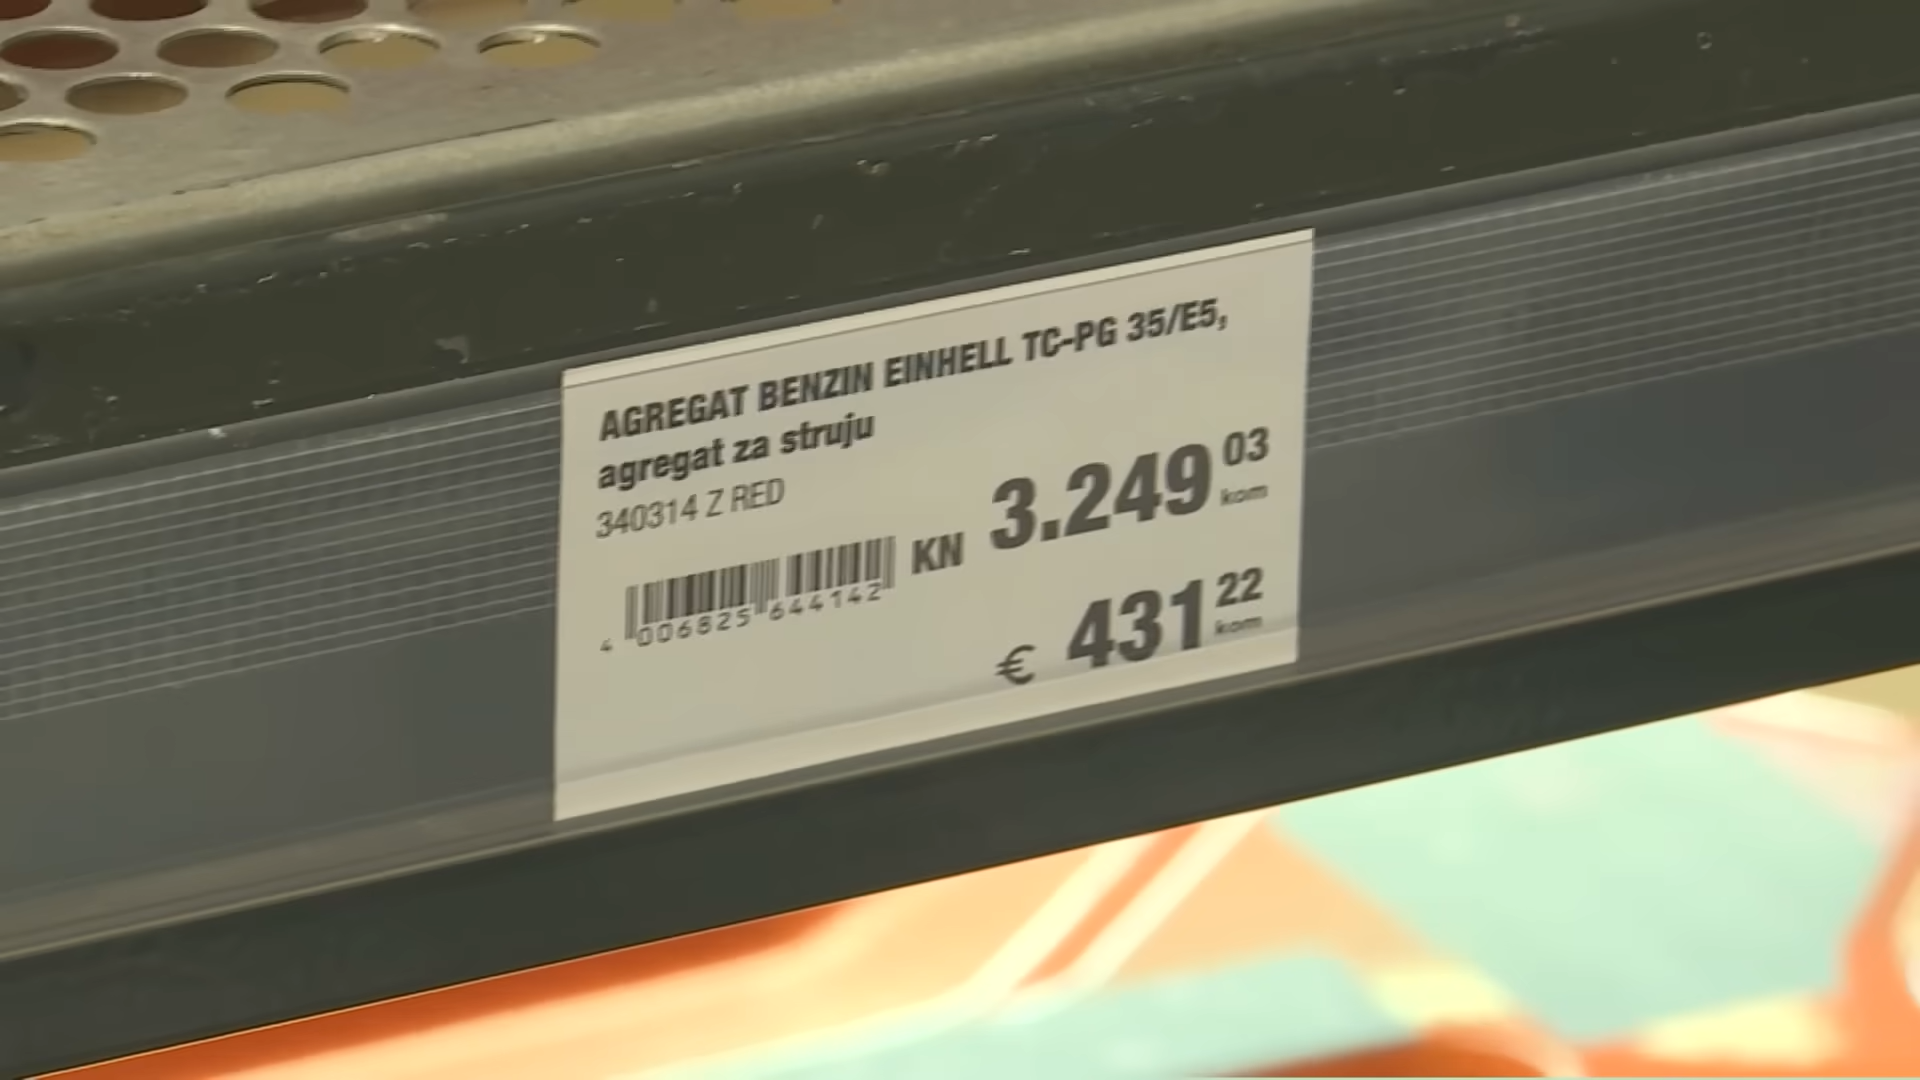 AGREGAT BENZIN EINHELL TC-PG 35/E5,
agregat za struju
340314 Z RED
KN 3.249 03
kom
4 006825 644142
€ 431 22
kom